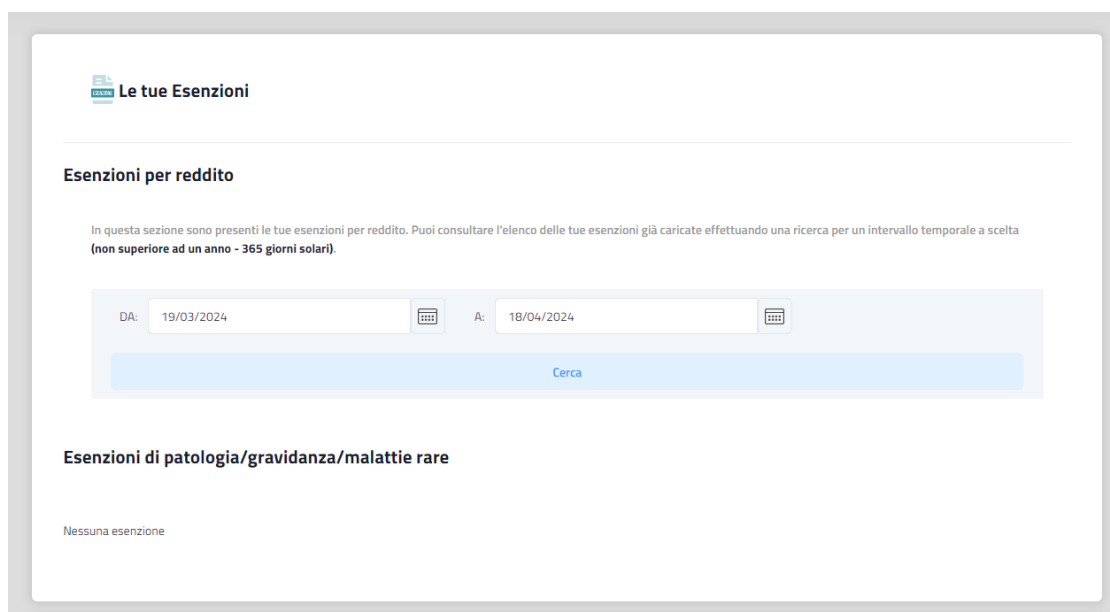 Le tue Esenzioni
Esenzioni per reddito
In questa sezione sono presenti le tue esenzioni per reddito. Puoi consultare l'elenco delle tue esenzioni già caricate effettuando una ricerca per un intervallo temporale a scelta
(non superiore ad un anno - 365 giorni solari).
DA: 19/03/2024 A: 18/04/2024
Cerca
Esenzioni di patologia/gravidanza/malattie rare
Nessuna esenzione